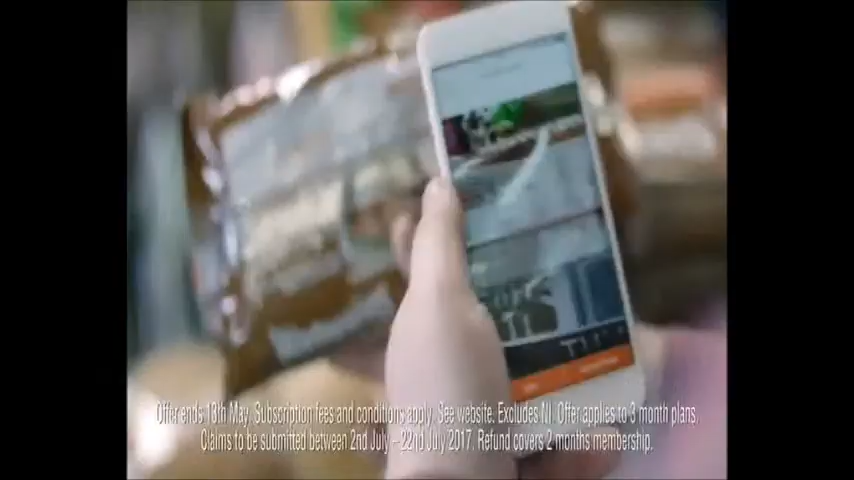 Offer ends 13th May. Subscription fees and conditions apply. See website. Excludes NI. Offer applies to 3 month plans.
Claims to be submitted between 2nd July – 22nd July 2017. Refund covers 2 months membership.